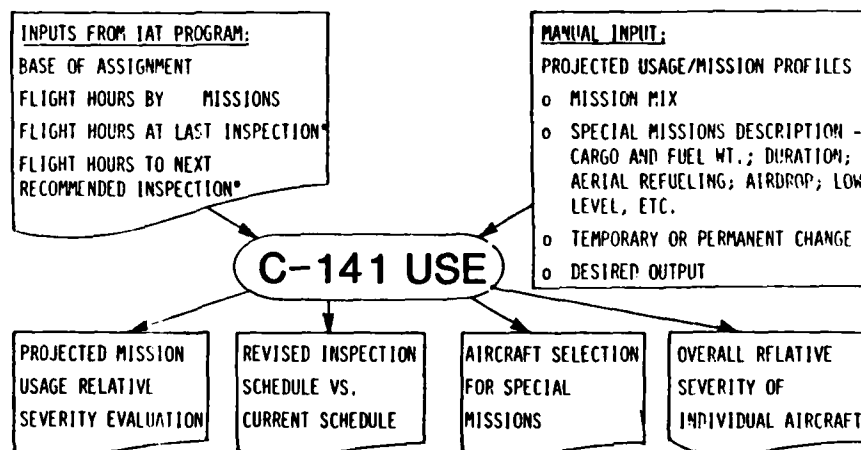 INPUTS FROM IAT PROGRAM:
BASE OF ASSIGNMENT
FLIGHT HOURS BY MISSIONS
FLIGHT HOURS AT LAST INSPECTION*
FLIGHT HOURS TO NEXT
RECOMMENDED INSPECTION*
MANUAL INPUT:
PROJECTED USAGE/MISSION PROFILES
o MISSION MIX
o SPECIAL MISSIONS DESCRIPTION -
CARGO AND FUEL WT.; DURATION;
AERIAL REFUELING; AIRDROP; LOW
LEVEL, ETC.
o TEMPORARY OR PERMANENT CHANGE
o DESIRED OUTPUT
C-141 USE
PROJECTED MISSION
USAGE RELATIVE
SEVERITY EVALUATION
REVISED INSPECTION
SCHEDULE VS.
CURRENT SCHEDULE
AIRCRAFT SELECTION
FOR SPECIAL
MISSIONS
OVERALL RELATIVE
SEVERITY OF
INDIVIDUAL AIRCRAFT